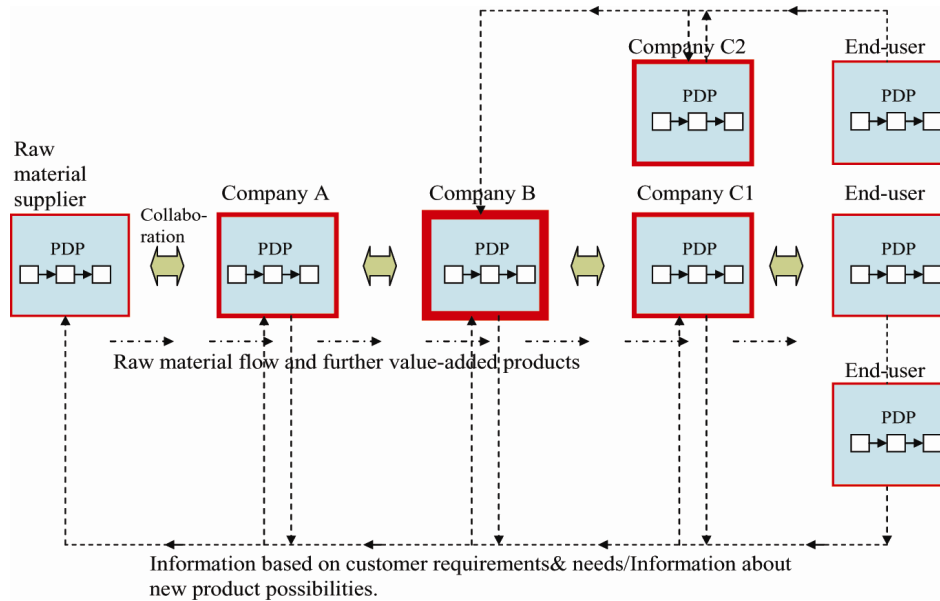 Company C2
End-user
PDP
PDP
Raw
material
supplier
Company A
Company B
Company C1
End-user
Collabo-
ration
PDP
PDP
PDP
PDP
PDP
Raw material flow and further value-added products
End-user
PDP
Information based on customer requirements& needs/Information about
new product possibilities.